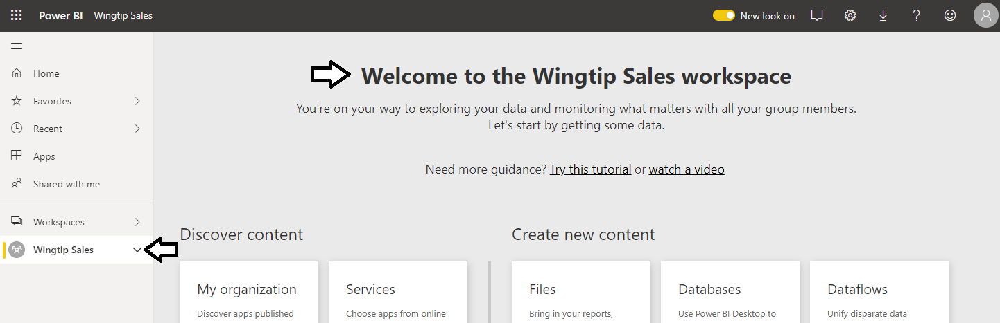 Power BI Wingtip Sales New look on ?
Home
Favorites
Recent
Apps
Shared with me
Workspaces
Wingtip Sales
Welcome to the Wingtip Sales workspace
You're on your way to exploring your data and monitoring what matters with all your group members.
Let's start by getting some data.
Need more guidance? Try this tutorial or watch a video
Discover content
My organization
Discover apps published
Services
Choose apps from online
Create new content
Files
Bring in your reports,
Databases
Use Power BI Desktop to
Dataflows
Unify disparate data